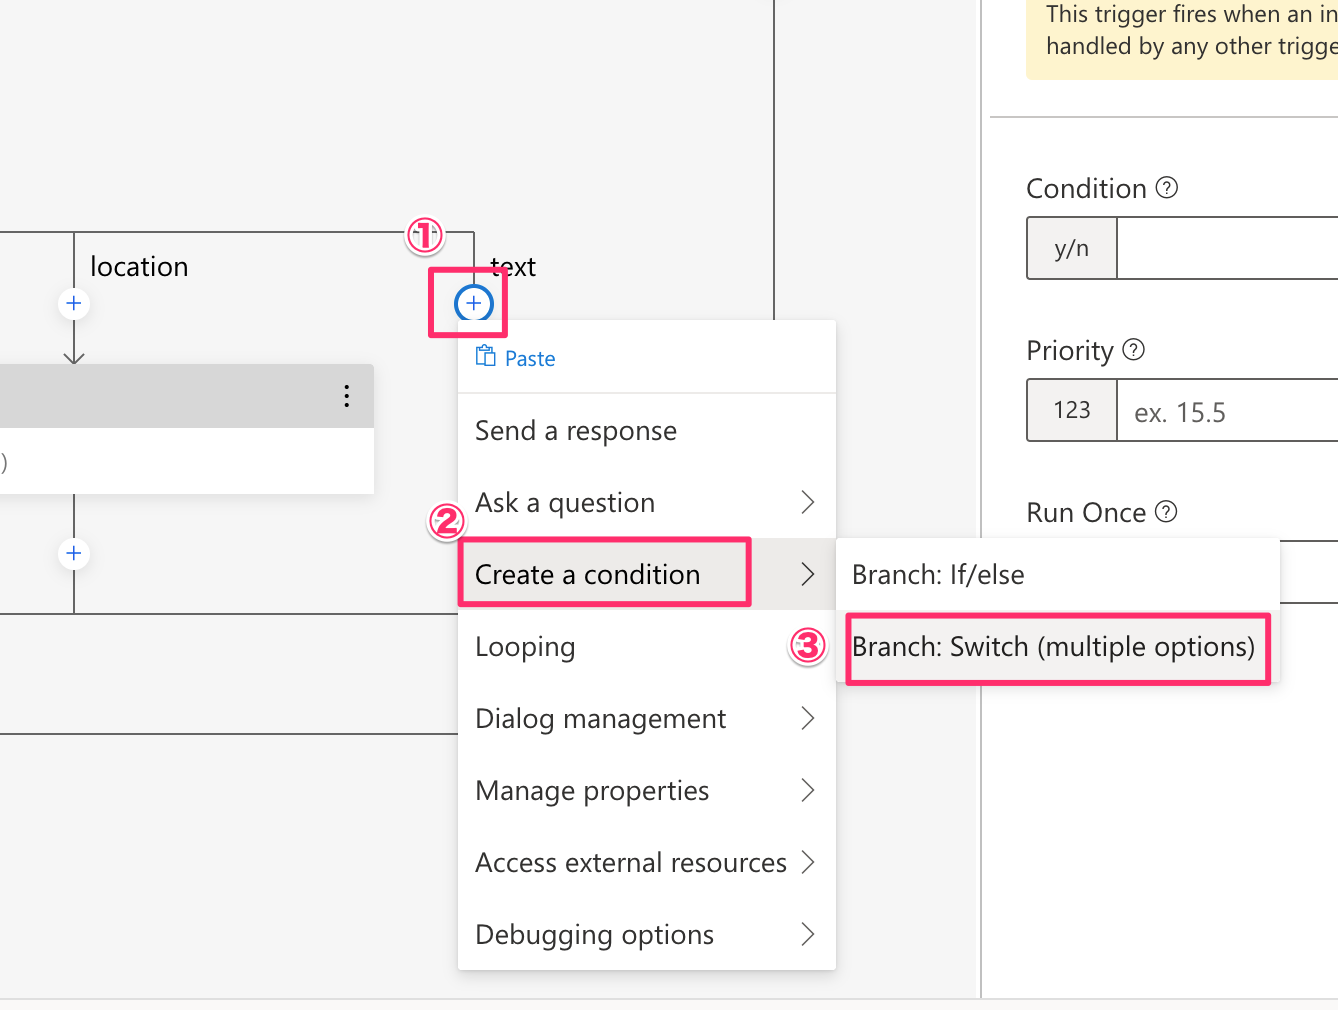 This trigger fires when an in
handled by any other trigge
①
location
text
+
+
Paste
Condition ?
y/n
Send a response
Priority ?
123
ex. 15.5
)
②
Ask a question
Run Once ?
+
Create a condition
Branch: If/else
Looping
③
Branch: Switch (multiple options)
Dialog management
Manage properties
Access external resources
Debugging options